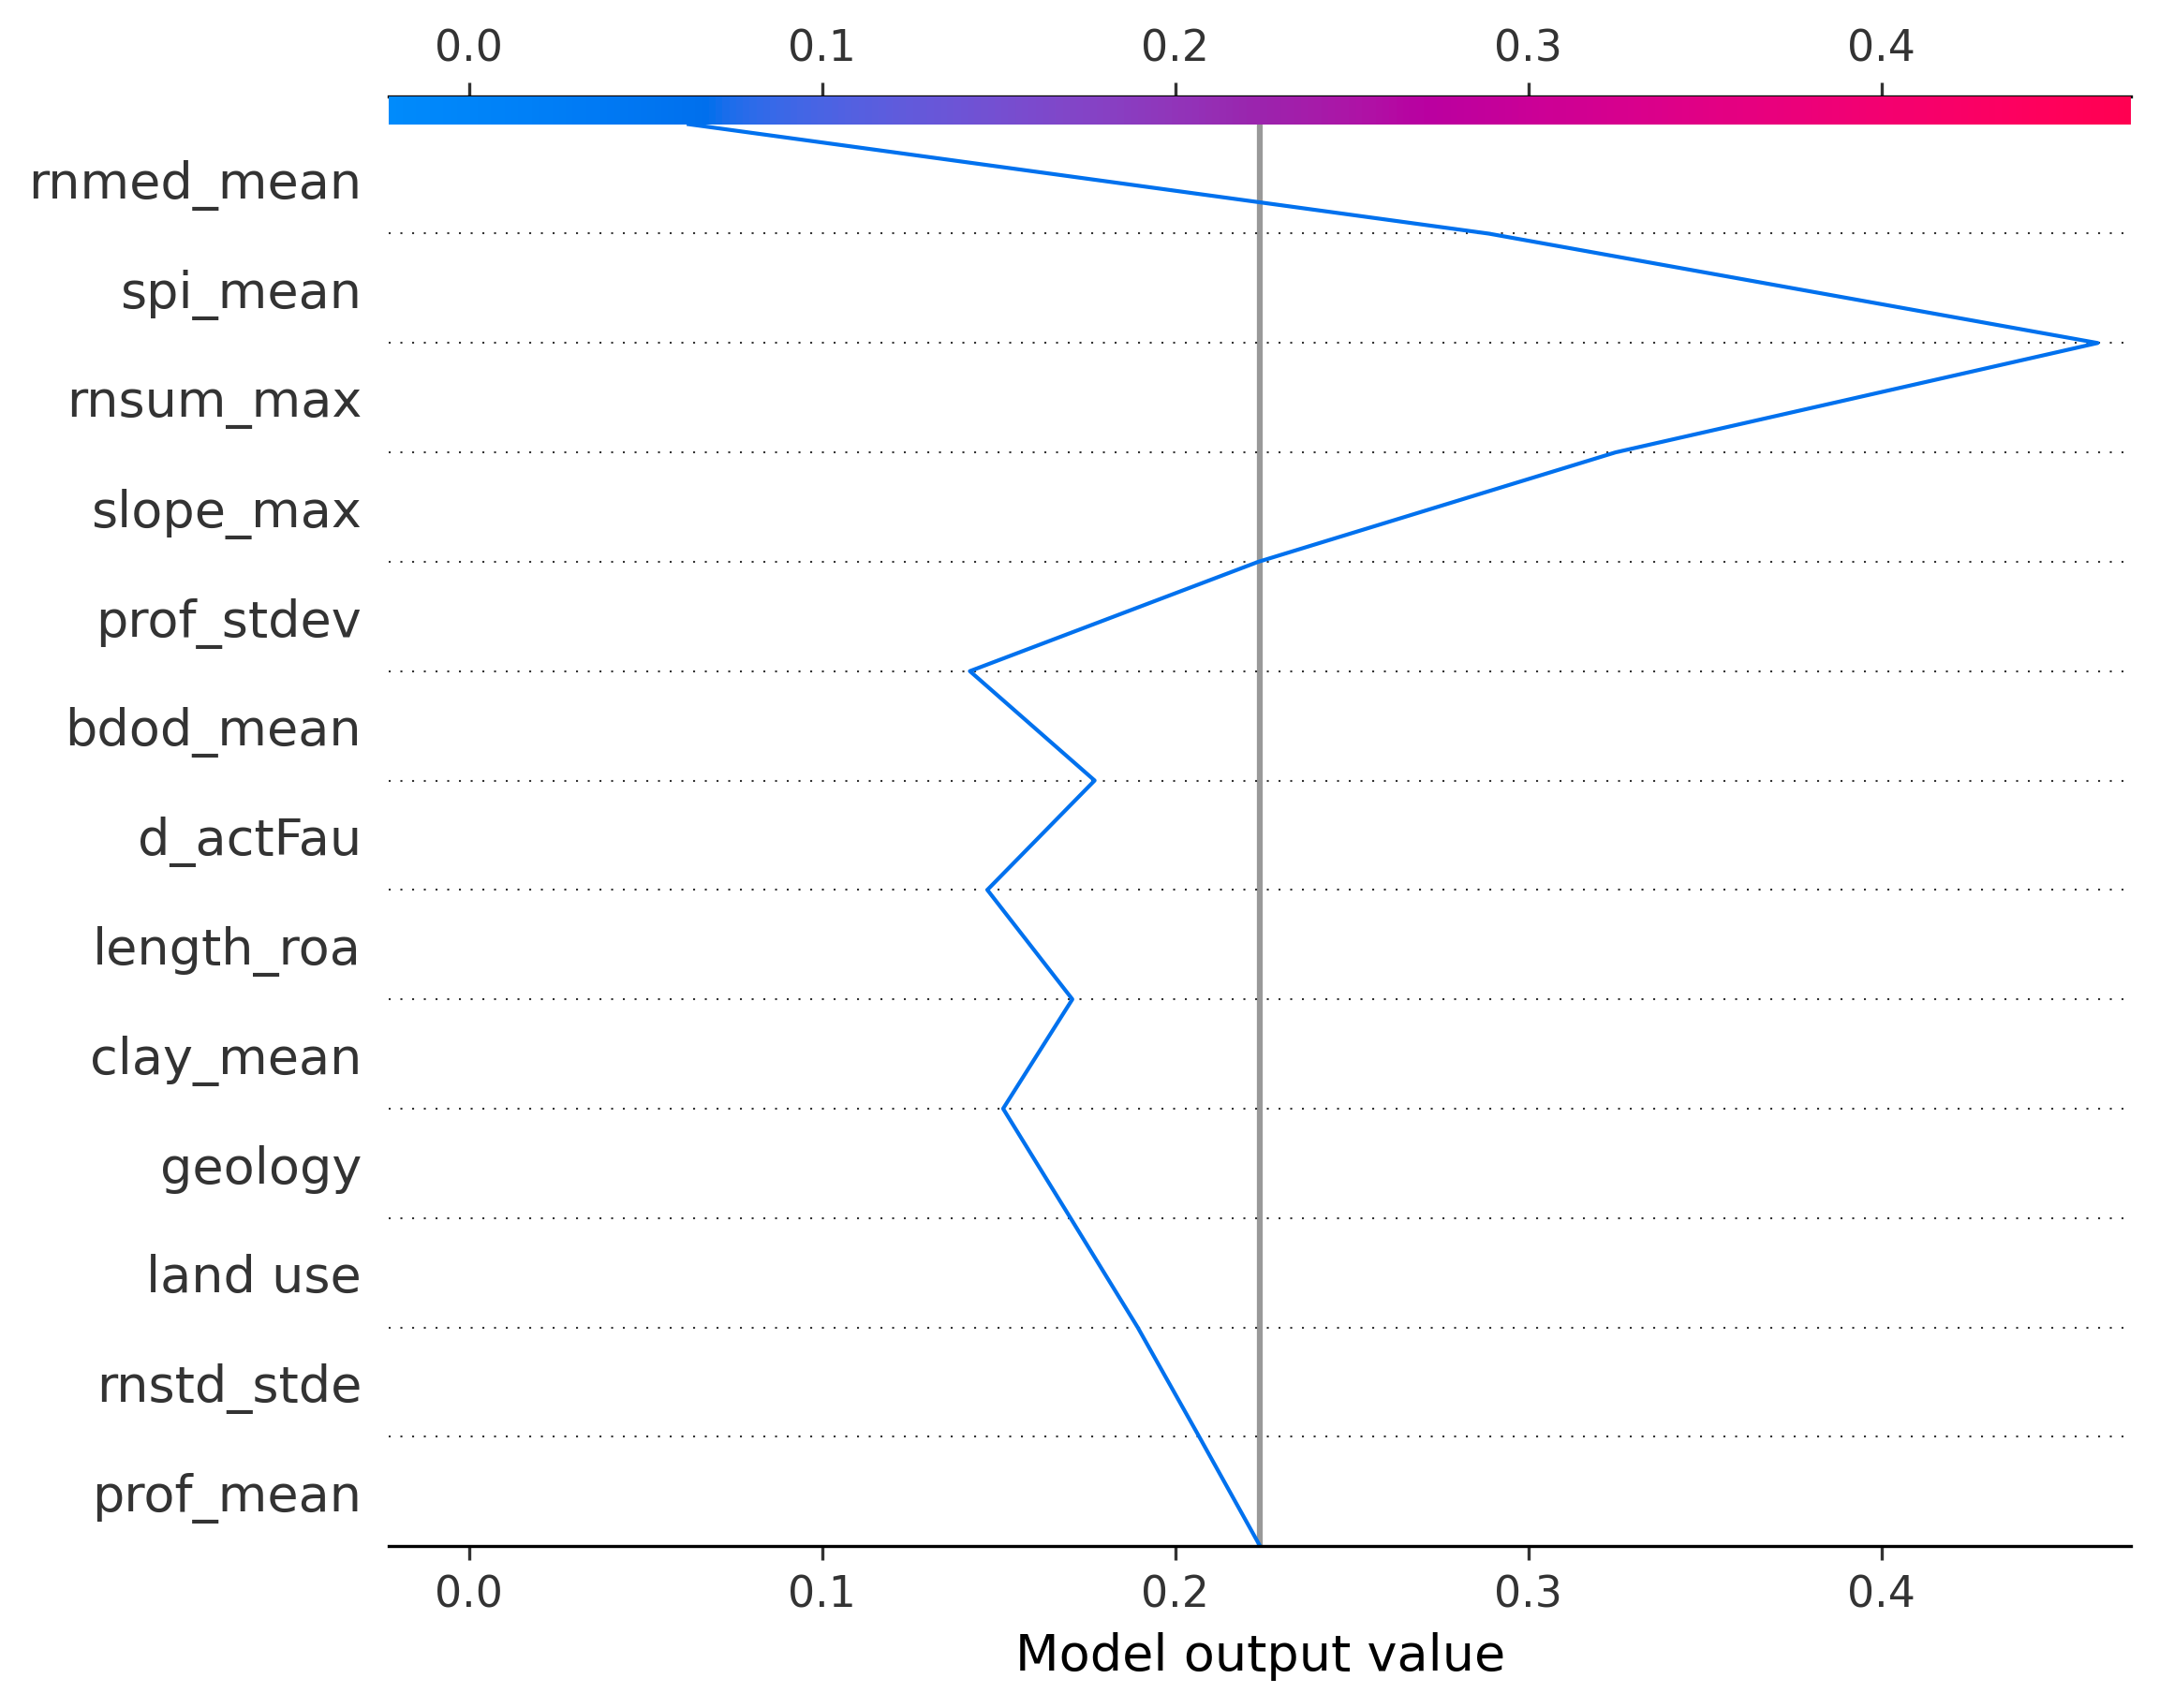 0.0 0.1 0.2 0.3 0.4
rnmed_mean
spi_mean
rnsum_max
slope_max
prof_stdev
bdod_mean
d_actFau
length_roa
clay_mean
geology
land use
rnstd_stde
prof_mean
0.0 0.1 0.2 0.3 0.4
Model output value